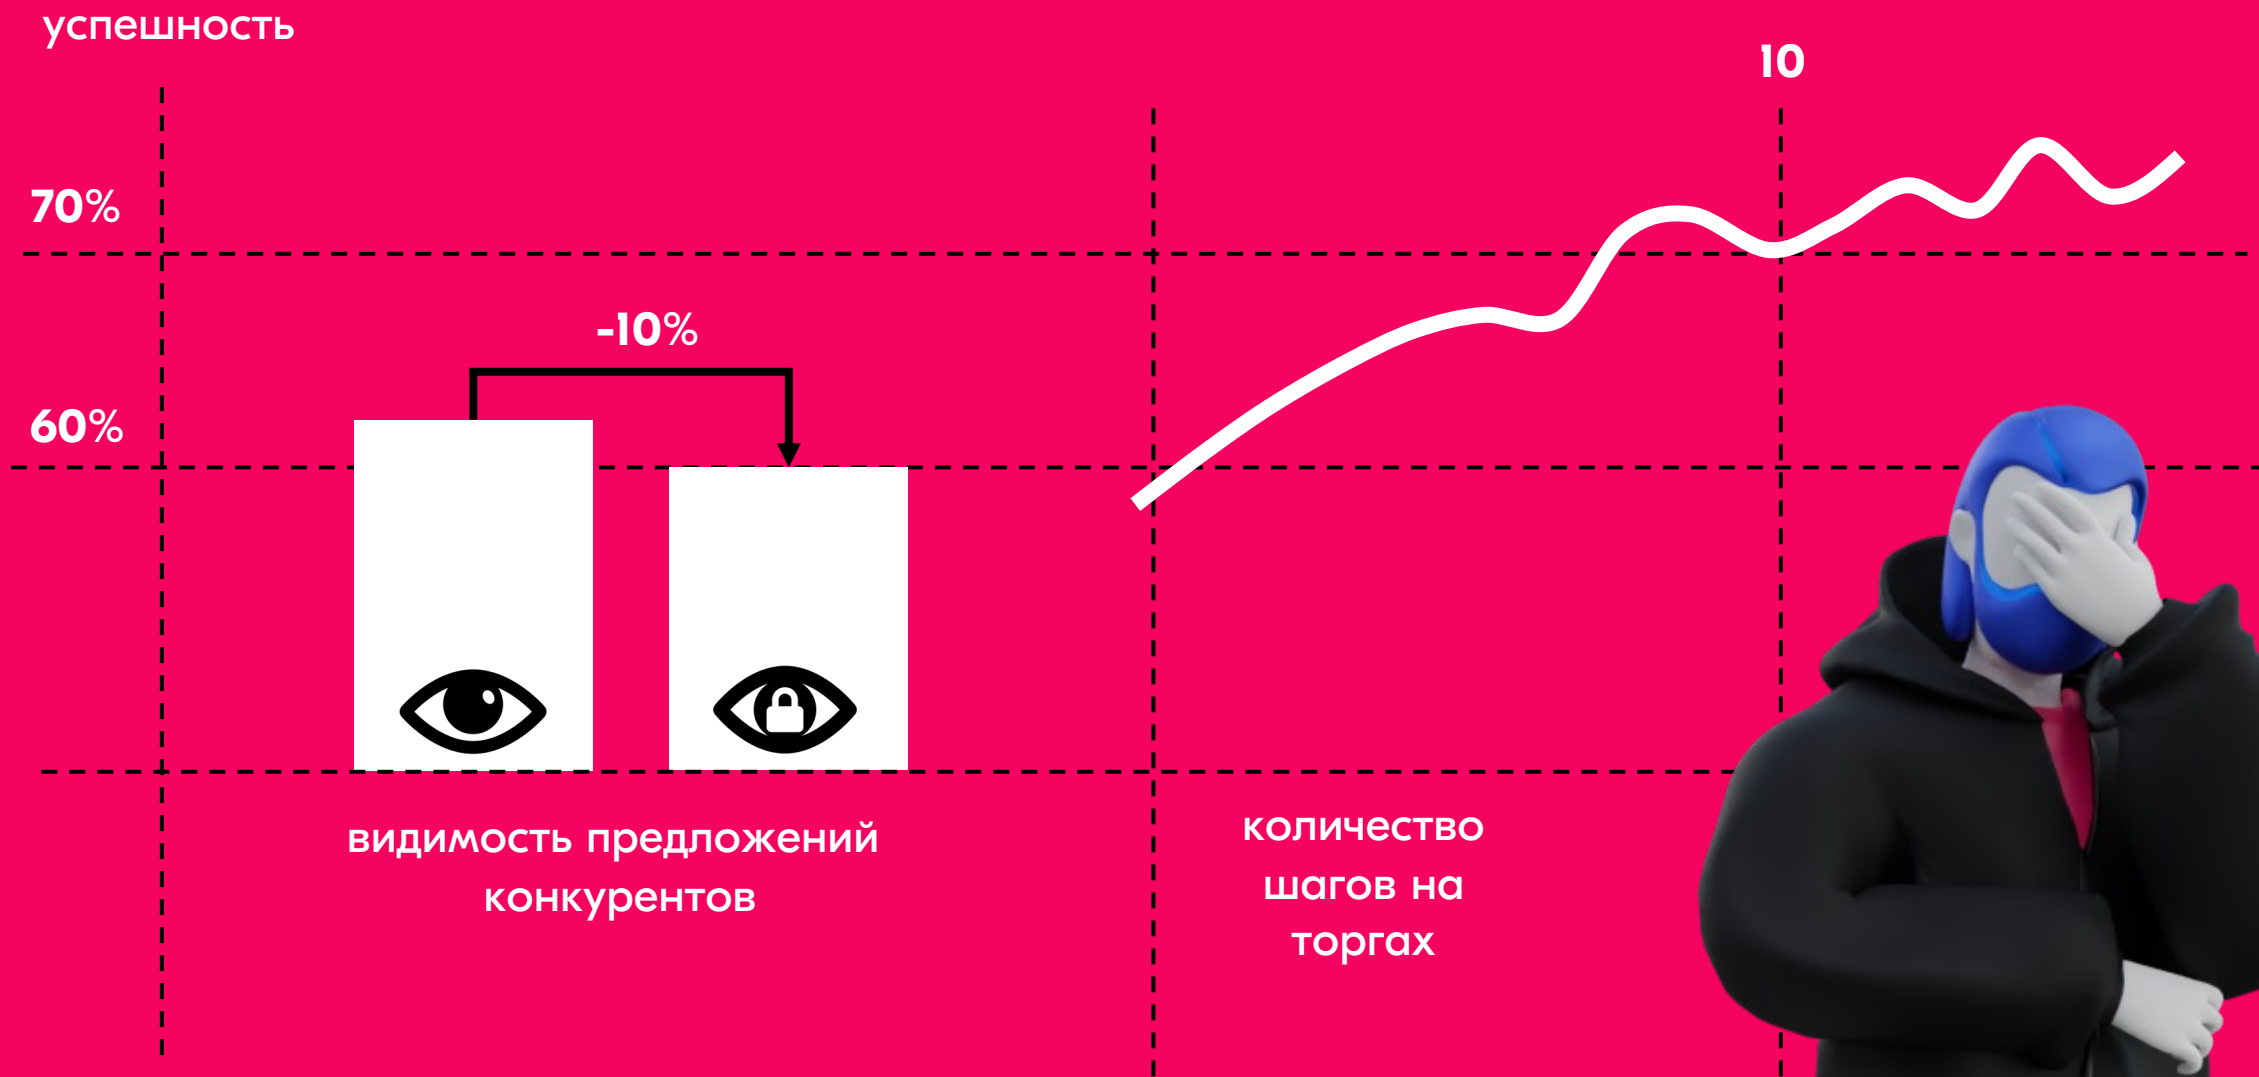 успешность
10
70%
-10%
60%
видимость предложений
конкурентов
количество
шагов на
торгах